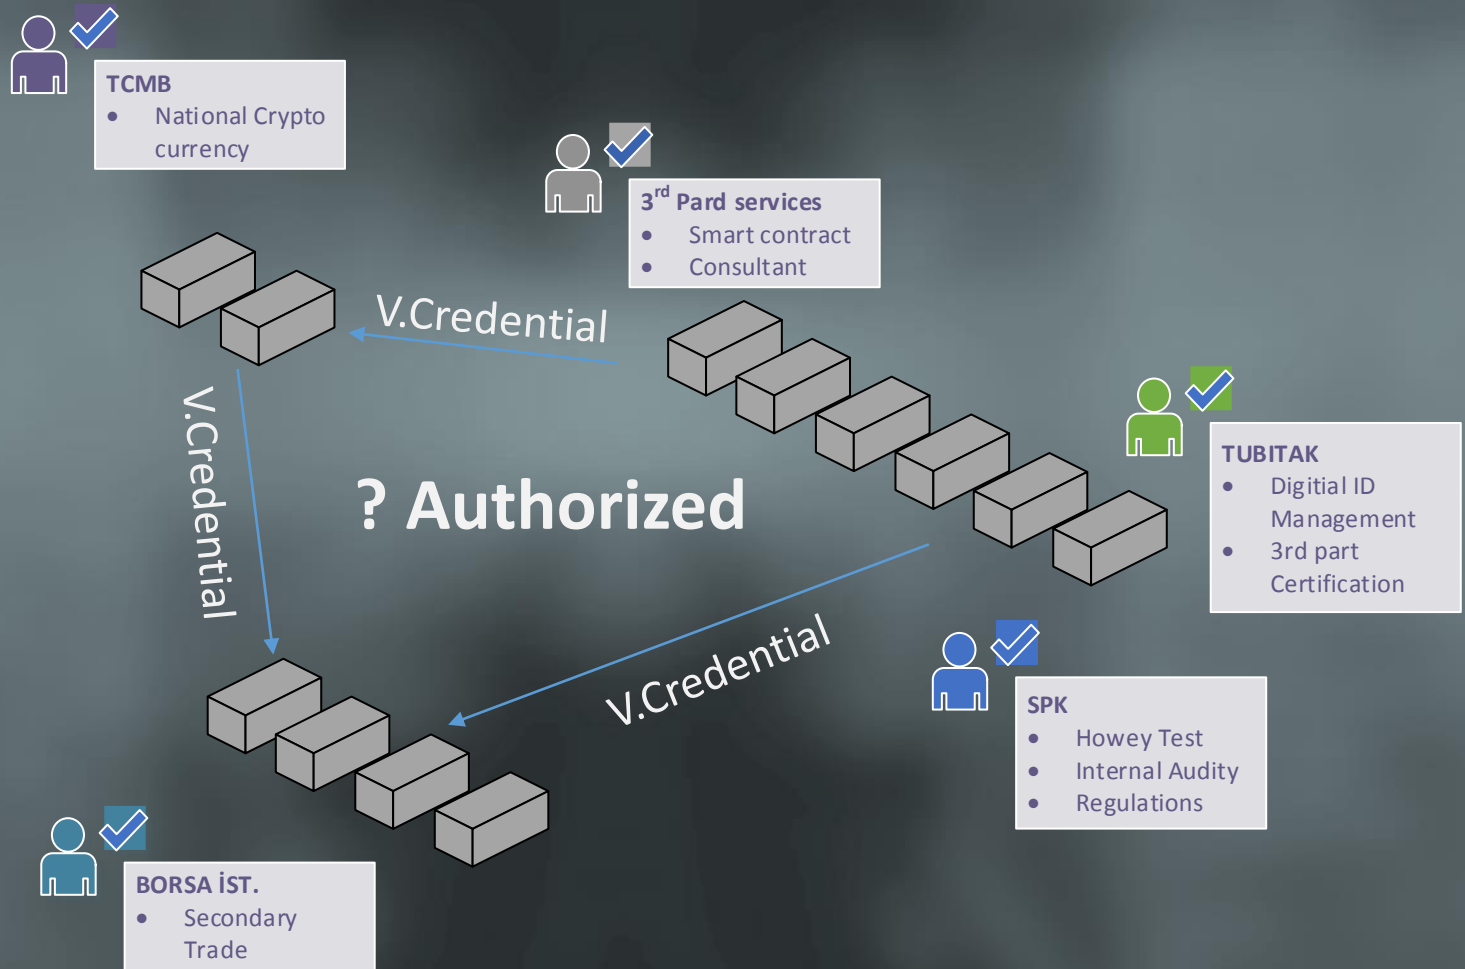 TCMB
• National Crypto
currency
3rd Pard services
• Smart contract
• Consultant
V.Credential
V.Credential
? Authorized
TUBITAK
• Digitial ID
Management
• 3rd part
Certification
V.Credential
SPK
• Howey Test
• Internal Audity
• Regulations
BORSA İST.
• Secondary
Trade